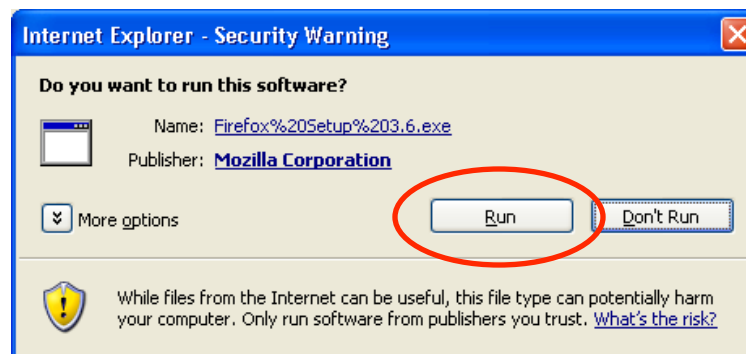 Internet Explorer - Security Warning
Do you want to run this software?
Name: Firefox%20Setup%203.6.exe
Publisher: Mozilla Corporation
More options
Run
Don't Run
While files from the Internet can be useful, this file type can potentially harm
your computer. Only run software from publishers you trust. What's the risk?